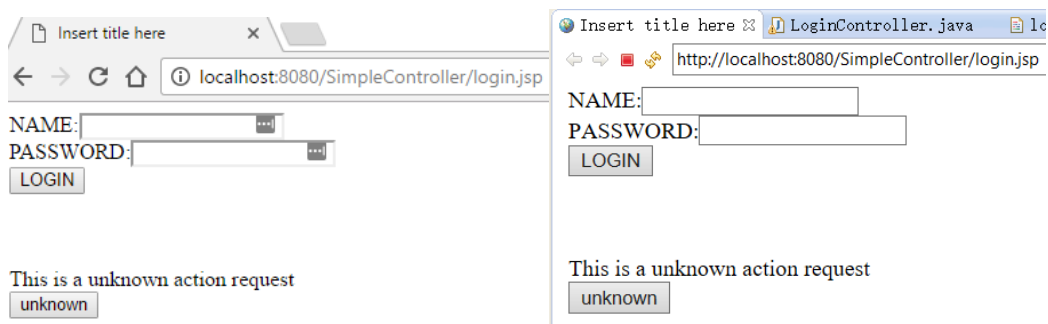 Insert title here
localhost:8080/SimpleController/login.jsp
NAME:
PASSWORD:
LOGIN
This is a unknown action request
unknown
Insert title here LoginController.java
http://localhost:8080/SimpleController/login.jsp
NAME:
PASSWORD:
LOGIN
This is a unknown action request
unknown